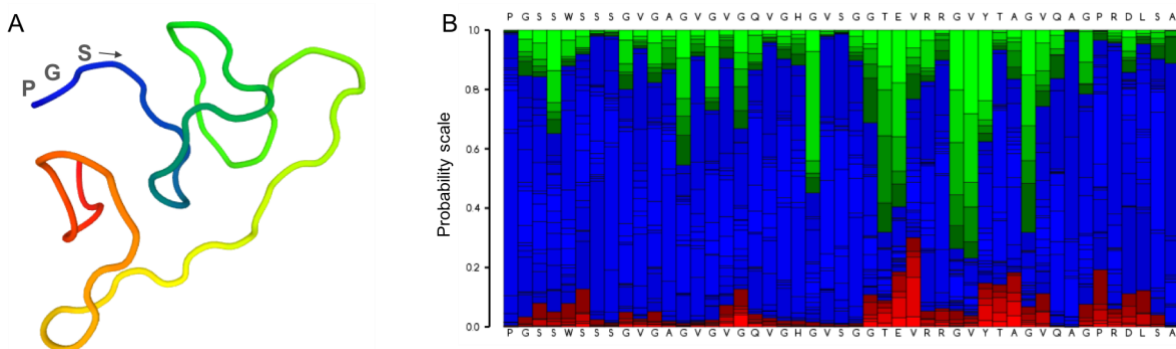 A
P G S →
B
P G S S W S S S G V G A G V G V G Q V G H G V S G G T E V R R G V Y T A G V Q A G P R D L S A
1.0
0.8
0.6
0.4
0.2
0.0
Probability scale
P G S S W S S S G V G A G V G V G Q V G H G V S G G T E V R R G V Y T A G V Q A G P R D L S A